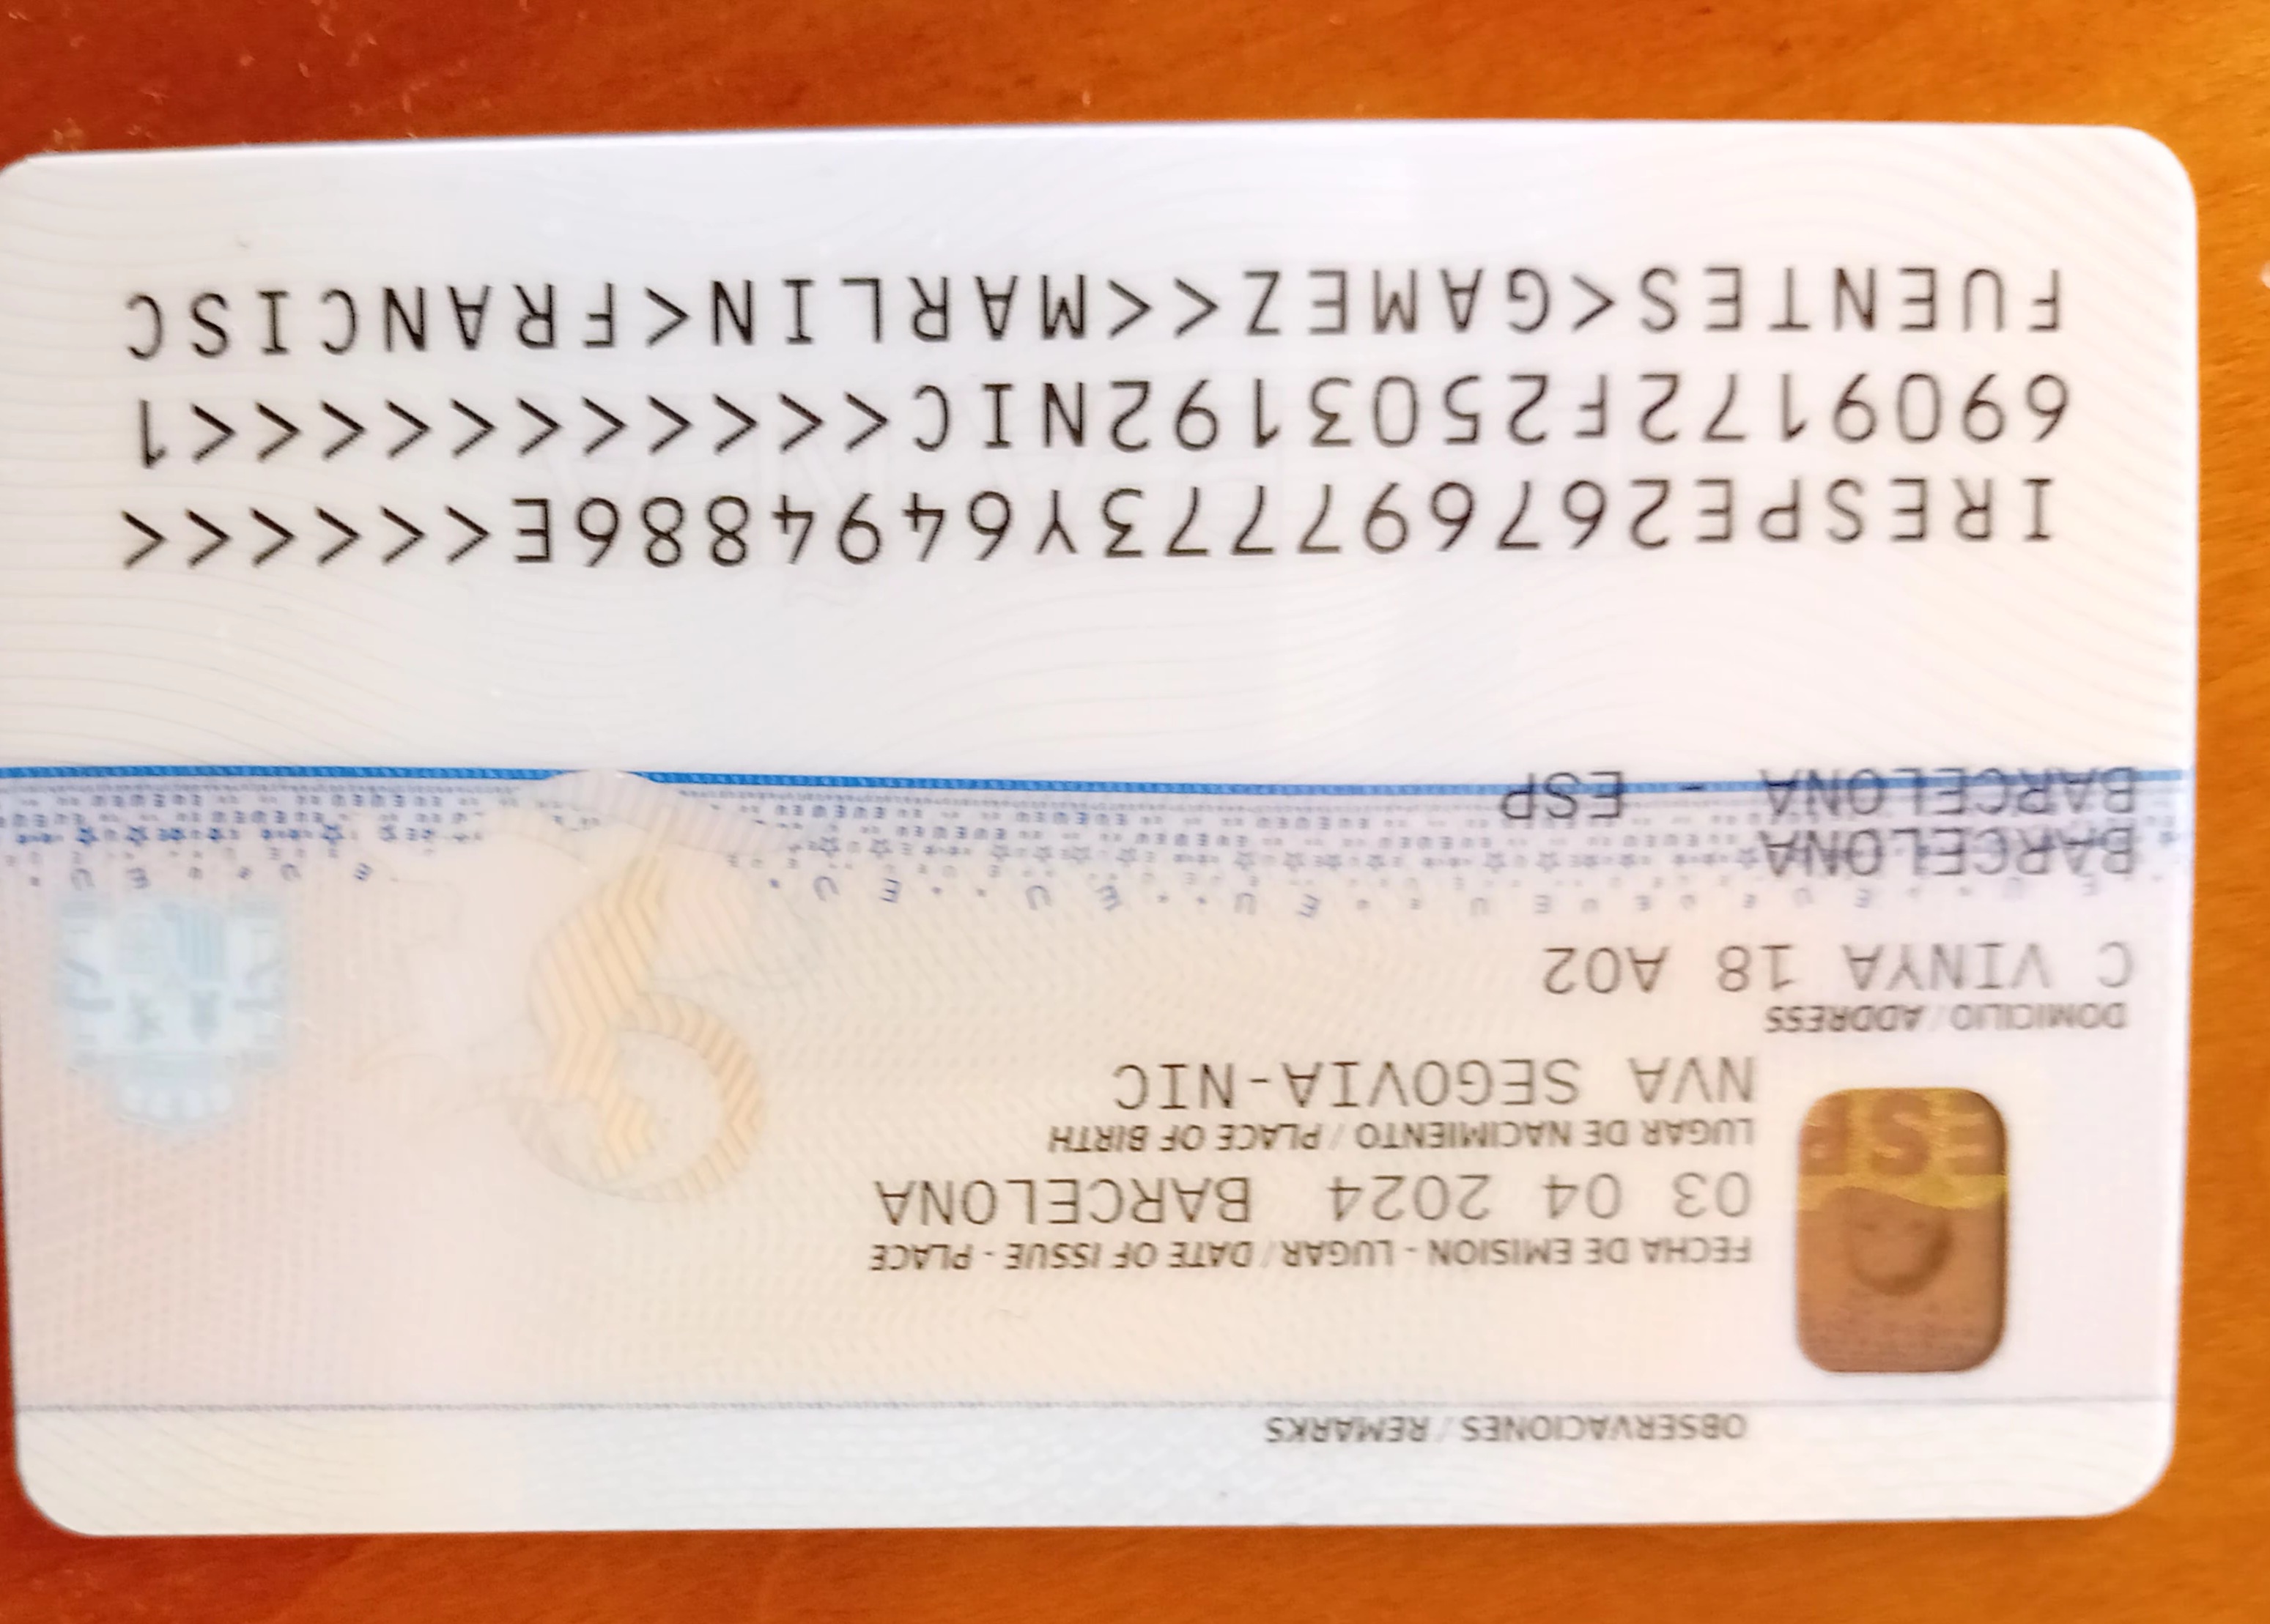 OBSERVACIONES / REMARKS
FECHA DE EMISION - LUGAR / DATE OF ISSUE - PLACE
03 04 2024 BARCELONA
LUGAR DE NACIMIENTO / PLACE OF BIRTH
NVA SEGOVIA-NIC
ESP
DOMICILIO / ADDRESS
C VINYA 18 A02
BARCELONA
BARCELONA - ESP
IRESPE26769777​3Y6494886E<<<<<<
6909172F2503192NIC<<<<<<<<<<<1
FUENTES<GAMEZ<<MARLIN<FRANCISC